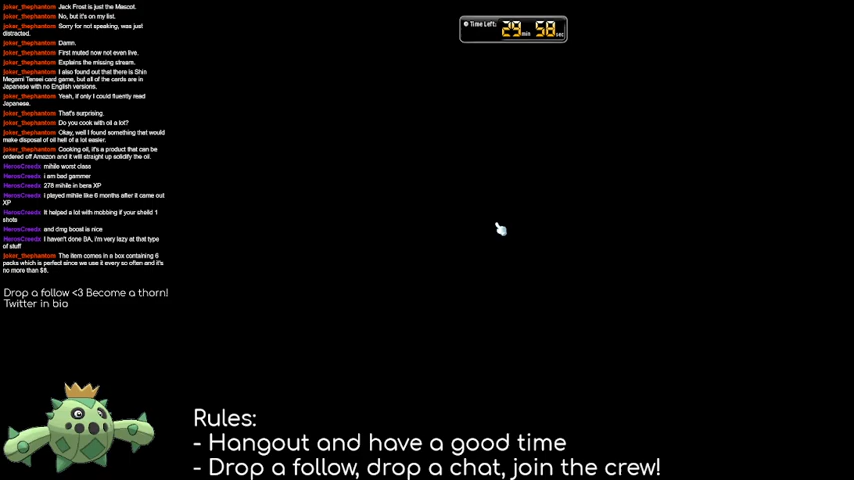 joker_thephantom Jack Frost is just the Mascot.
joker_thephantom No, but it's on my list.
joker_thephantom Sorry for not speaking, was just
distracted.
joker_thephantom Damn.
joker_thephantom First muted now not even live.
joker_thephantom Explains the missing stream.
joker_thephantom I also found out that there is Shin
Megami Tensei card game, but all of the cards are in
Japanese with no English versions.
joker_thephantom Yeah, if only I could fluently read
Japanese.
joker_thephantom That's surprising.
joker_thephantom Do you cook with oil a lot?
joker_thephantom Okay, well I found something that would
make disposal of oil hell of a lot easier.
joker_thephantom Cooking oil, it's a product that can be
ordered off Amazon and it will straight up solidify the oil.
HerosCreedx mihile worst class
HerosCreedx i am bad gammer
HerosCreedx 278 mihile in bera XP
HerosCreedx i played mihile like 6 months after it came out
XP
HerosCreedx It helped a lot with mobbing if your sheild 1
shots
HerosCreedx and dmg boost is nice
HerosCreedx I haven't done BA, i'm very lazy at that type
of stuff
joker_thephantom The item comes in a box containing 6
packs which is perfect since we use it every so often and it's
no more than $8.
Drop a follow <3 Become a thorn!
Twitter in bio
Time Left: 29 min 58 sec
Rules:
- Hangout and have a good time
- Drop a follow, drop a chat, join the crew!